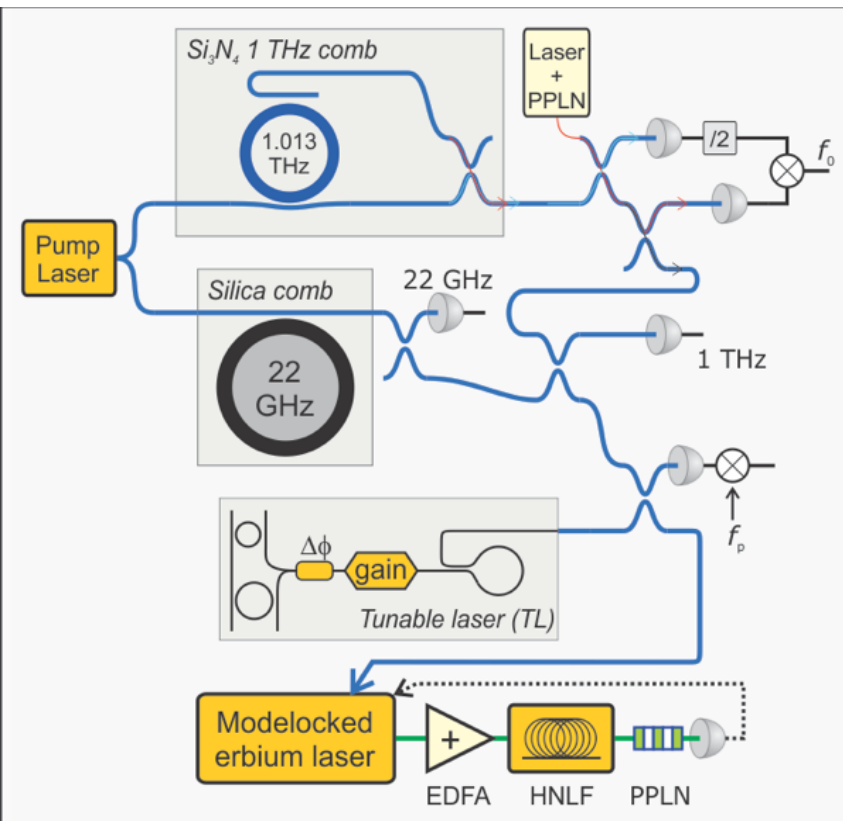 Si₃N₄ 1 THz comb
Laser
+
PPLN
1.013
THz
/2
f₀
Pump
Laser
Silica comb
22 GHz
22
GHz
1 THz
fₚ
Δϕ
gain
Tunable laser (TL)
Modelocked
erbium laser
+
EDFA
HNLF
PPLN